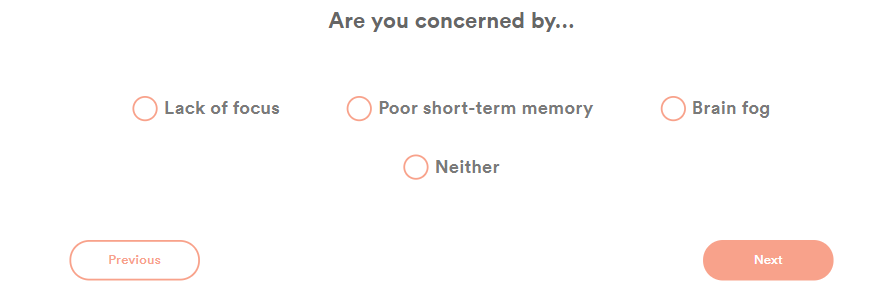 Are you concerned by...
Lack of focus
Poor short-term memory
Brain fog
Neither
Previous
Next